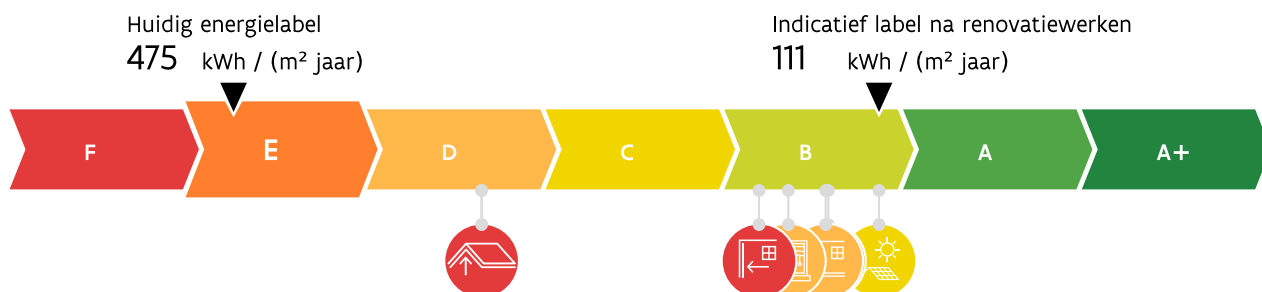 Huidig energielabel
475 kWh / (m² jaar)
Indicatief label na renovatiewerken
111 kWh / (m² jaar)
F E D C B A A+